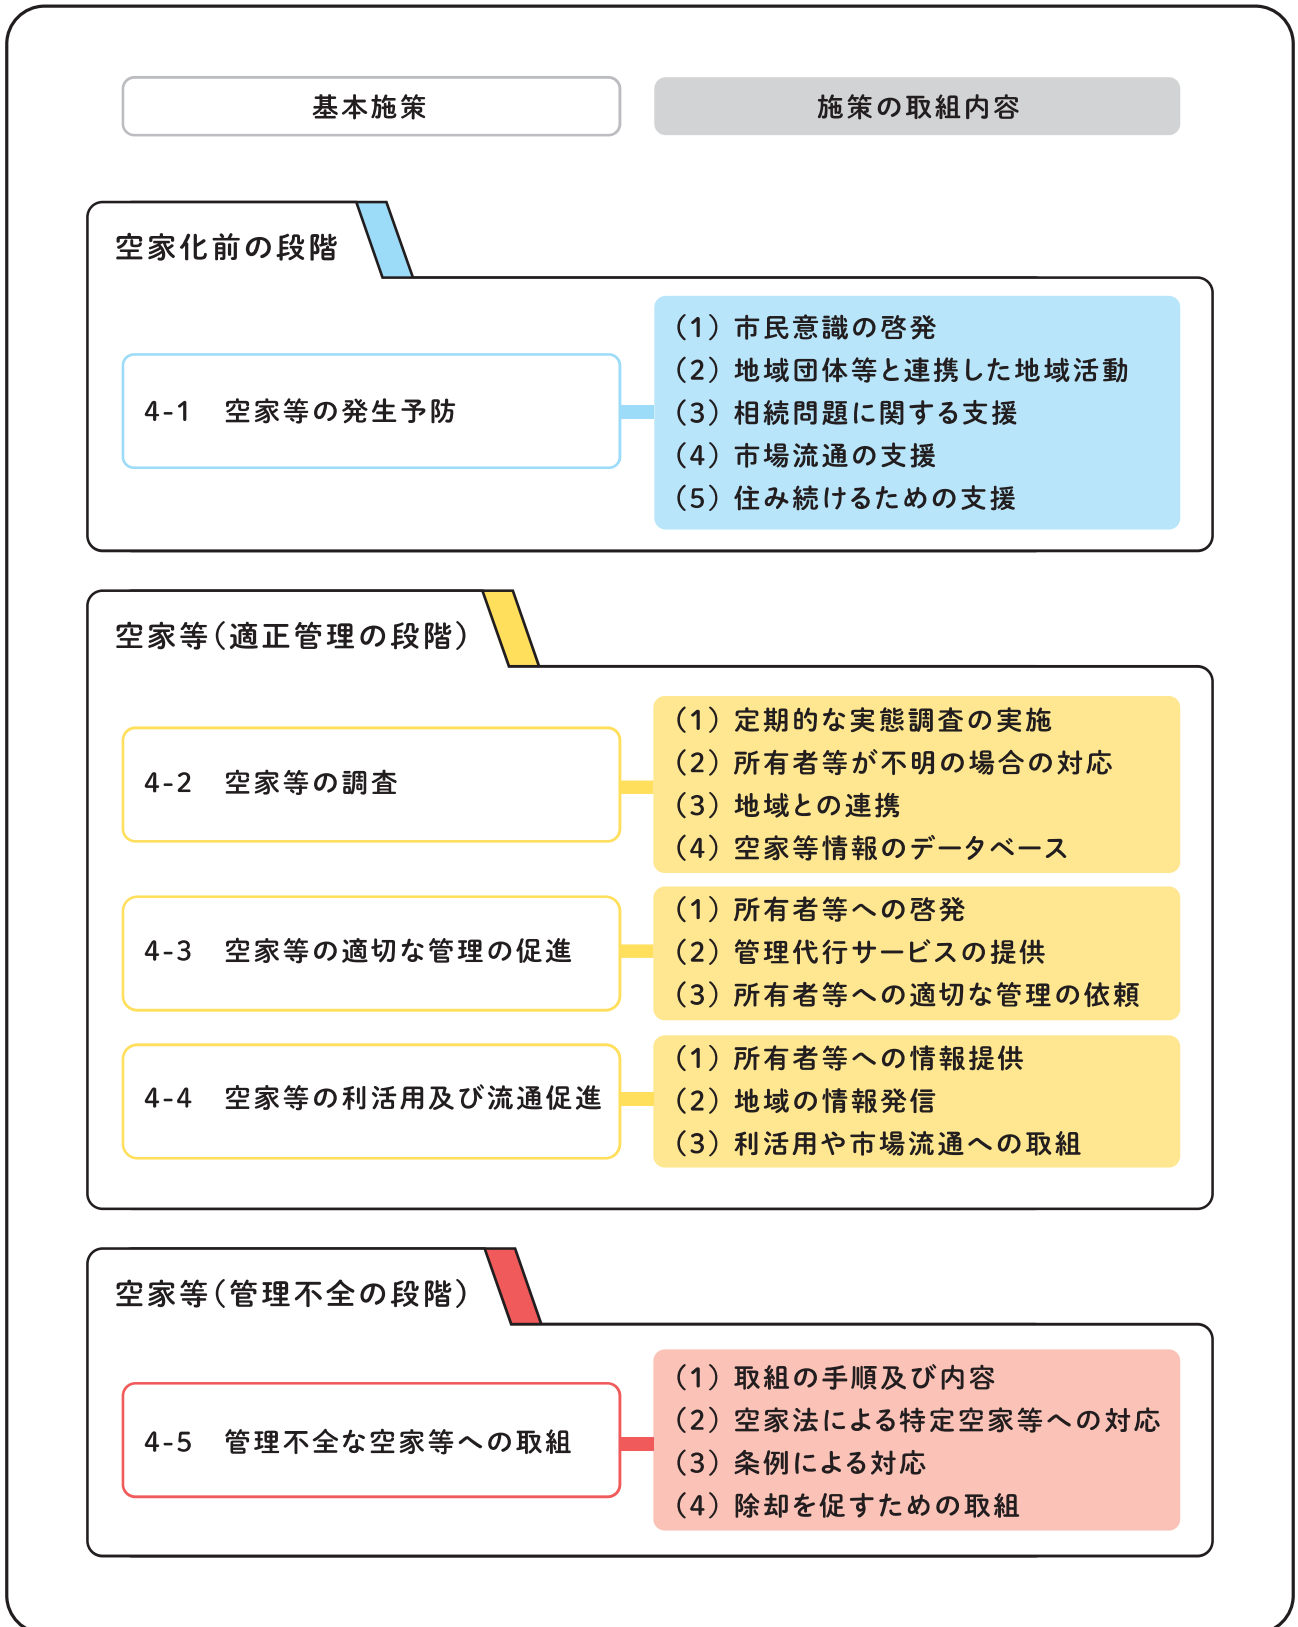 基本施策
施策の取組内容
空家化前の段階
4-1 空家等の発生予防
(1)市民意識の啓発
(2)地域団体等と連携した地域活動
(3)相続問題に関する支援
(4)市場流通の支援
(5)住み続けるための支援
空家等(適正管理の段階)
4-2 空家等の調査
(1)定期的な実態調査の実施
(2)所有者等が不明の場合の対応
(3)地域との連携
(4)空家等情報のデータベース
4-3 空家等の適切な管理の促進
(1)所有者等への啓発
(2)管理代行サービスの提供
(3)所有者等への適切な管理の依頼
4-4 空家等の利活用及び流通促進
(1)所有者等への情報提供
(2)地域の情報発信
(3)利活用や市場流通への取組
空家等(管理不全の段階)
4-5 管理不全な空家等への取組
(1)取組の手順及び内容
(2)空家法による特定空家等への対応
(3)条例による対応
(4)除却を促すための取組